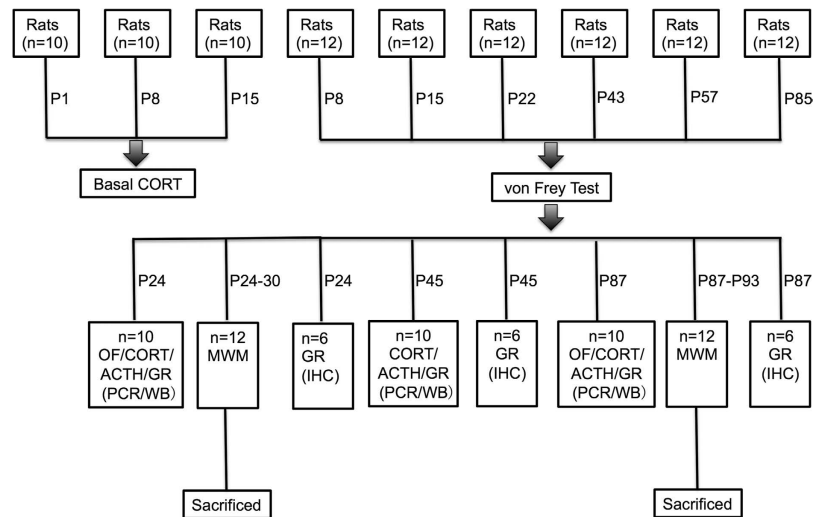 Rats
(n=10)
Rats
(n=10)
Rats
(n=10)
Rats
(n=12)
Rats
(n=12)
Rats
(n=12)
Rats
(n=12)
Rats
(n=12)
Rats
(n=12)
P1
P8
P15
P8
P15
P22
P43
P57
P85
Basal CORT
von Frey Test
P24
P24-30
P24
P45
P45
P87
P87-P93
P87
n=10
OF/CORT/
ACTH/GR
(PCR/WB)
n=12
MWM
n=6
GR
(IHC)
n=10
CORT/
ACTH/GR
(PCR/WB)
n=6
GR
(IHC)
n=10
OF/CORT/
ACTH/GR
(PCR/WB)
n=12
MWM
n=6
GR
(IHC)
Sacrificed
Sacrificed